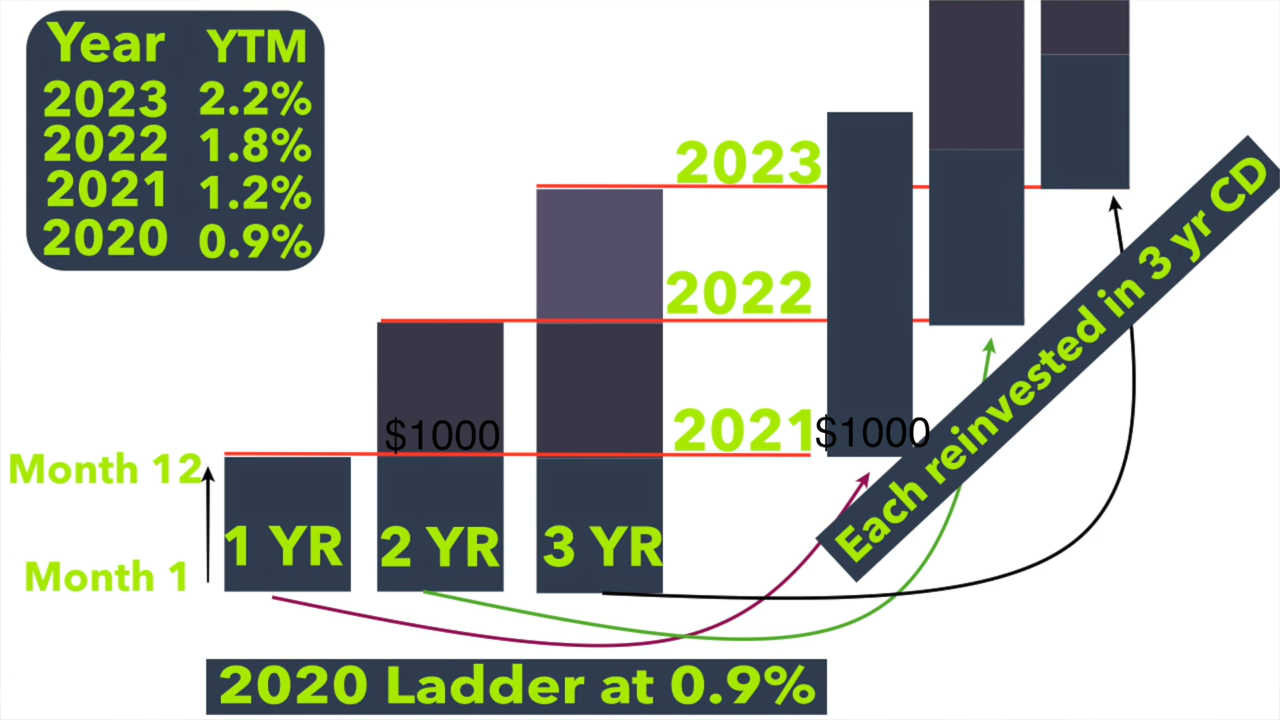 Year YTM
2023 2.2%
2022 1.8%
2021 1.2%
2020 0.9%
2023
2022
2021
$1000
$1000
Each reinvested in 3 yr CD
Month 12
Month 1
1 YR
2 YR
3 YR
2020 Ladder at 0.9%